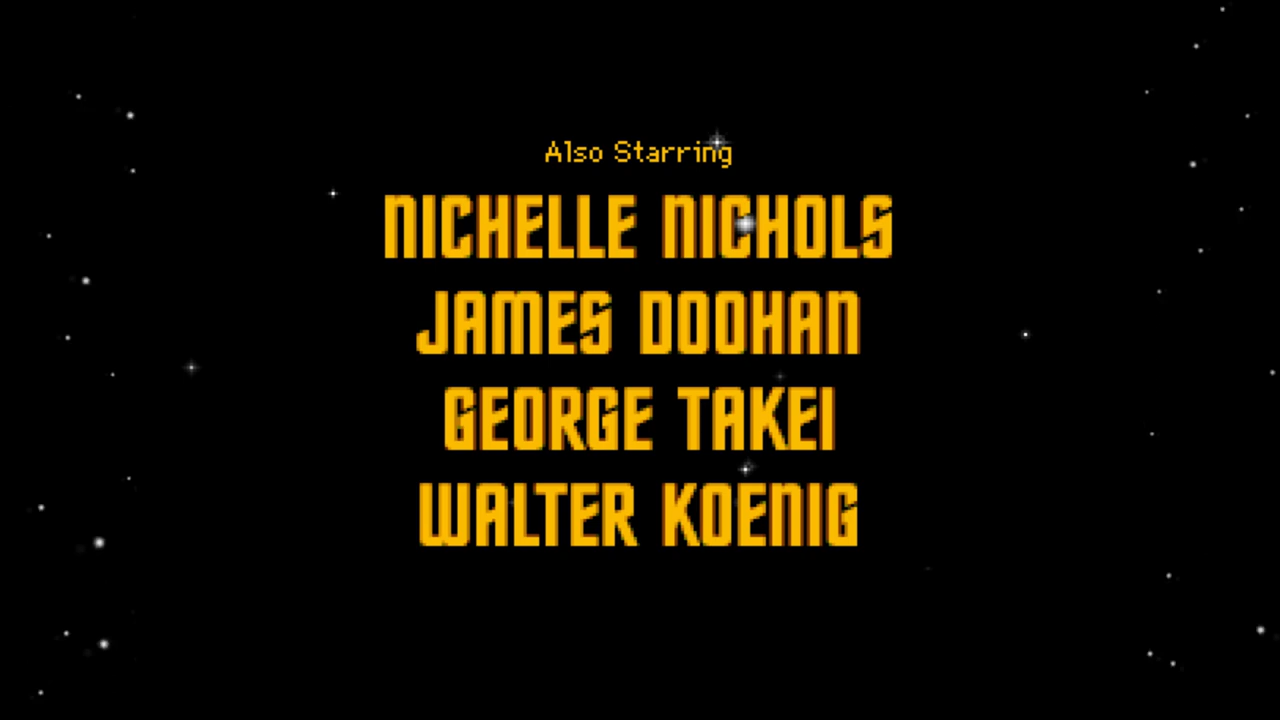 Also Starring
NICHELLE NICHOLS
JAMES DOOHAN
GEORGE TAKEI
WALTER KOENIG